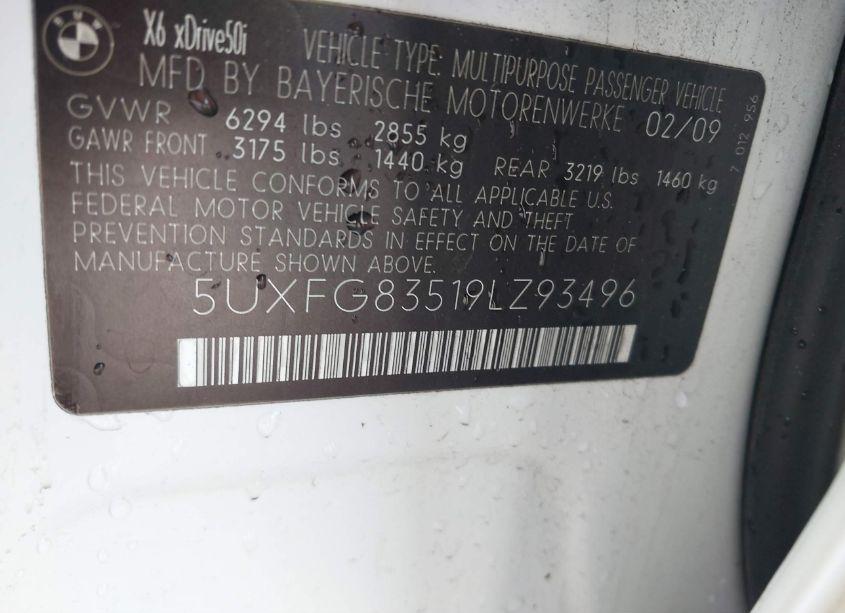 BMW
X6 xDrive50i
VEHICLE TYPE: MULTIPURPOSE PASSENGER VEHICLE
MFD BY BAYERISCHE MOTORENWERKE 02/09
GVWR 6294 lbs 2855 kg
GAWR FRONT 3175 lbs 1440 kg REAR 3219 lbs 1460 kg
THIS VEHICLE CONFORMS TO ALL APPLICABLE U.S.
FEDERAL MOTOR VEHICLE SAFETY AND THEFT
PREVENTION STANDARDS IN EFFECT ON THE DATE OF
MANUFACTURE SHOWN ABOVE.
5UXFG83519LZ93496
7 012 956